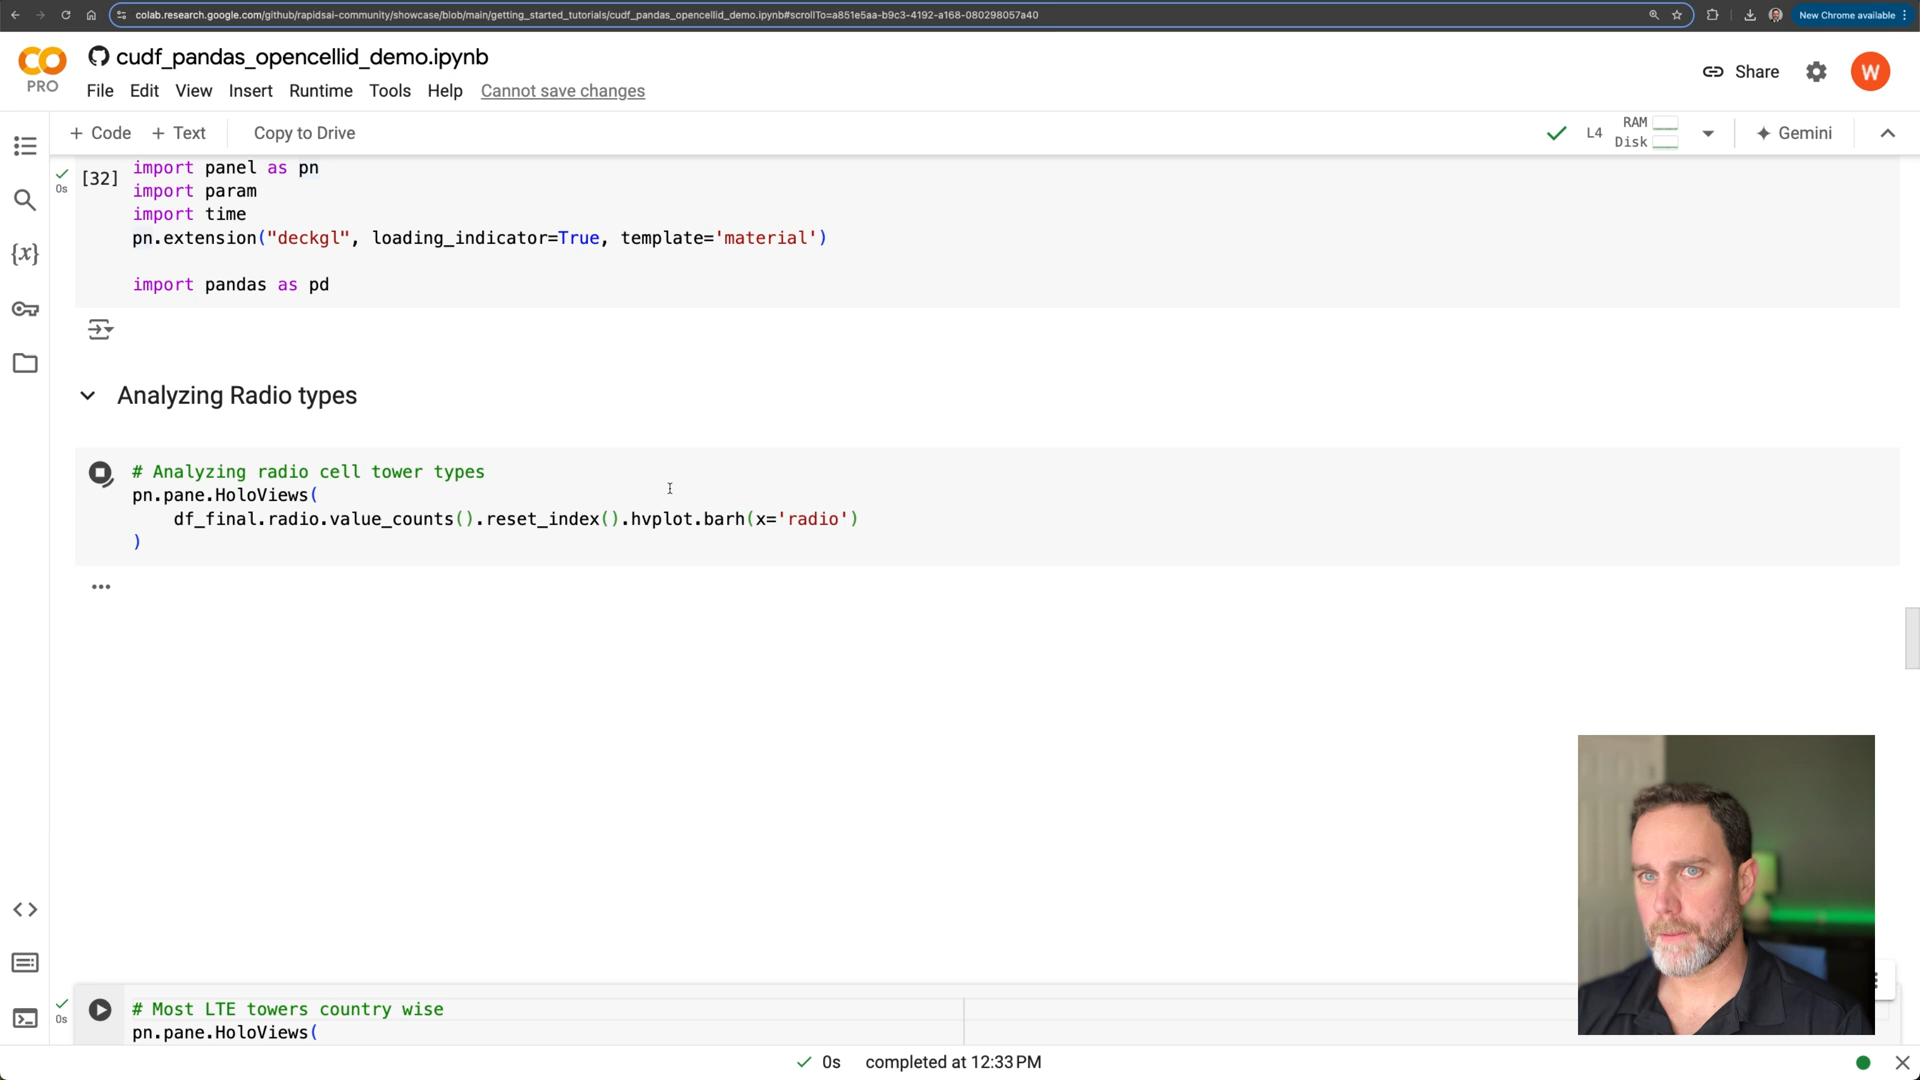 colab.research.google.com/github/rapidsai-community/showcase/blob/main/getting_started_tutorials/cudf_pandas_opencellid_demo.ipynb#scrollTo=a851e5aa-b9c3-4192-a168-080298057a40
New Chrome available
PRO
cudf_pandas_opencellid_demo.ipynb
File Edit View Insert Runtime Tools Help Cannot save changes
Share
W
+ Code + Text Copy to Drive
L4
RAM
Disk
Gemini
0s
[32]
import panel as pn
import param
import time
pn.extension("deckgl", loading_indicator=True, template='material')
import pandas as pd
{x}
Analyzing Radio types
# Analyzing radio cell tower types
pn.pane.HoloViews(
df_final.radio.value_counts().reset_index().hvplot.barh(x='radio')
)
0s
# Most LTE towers country wise
pn.pane.HoloViews(
0s completed at 12:33 PM